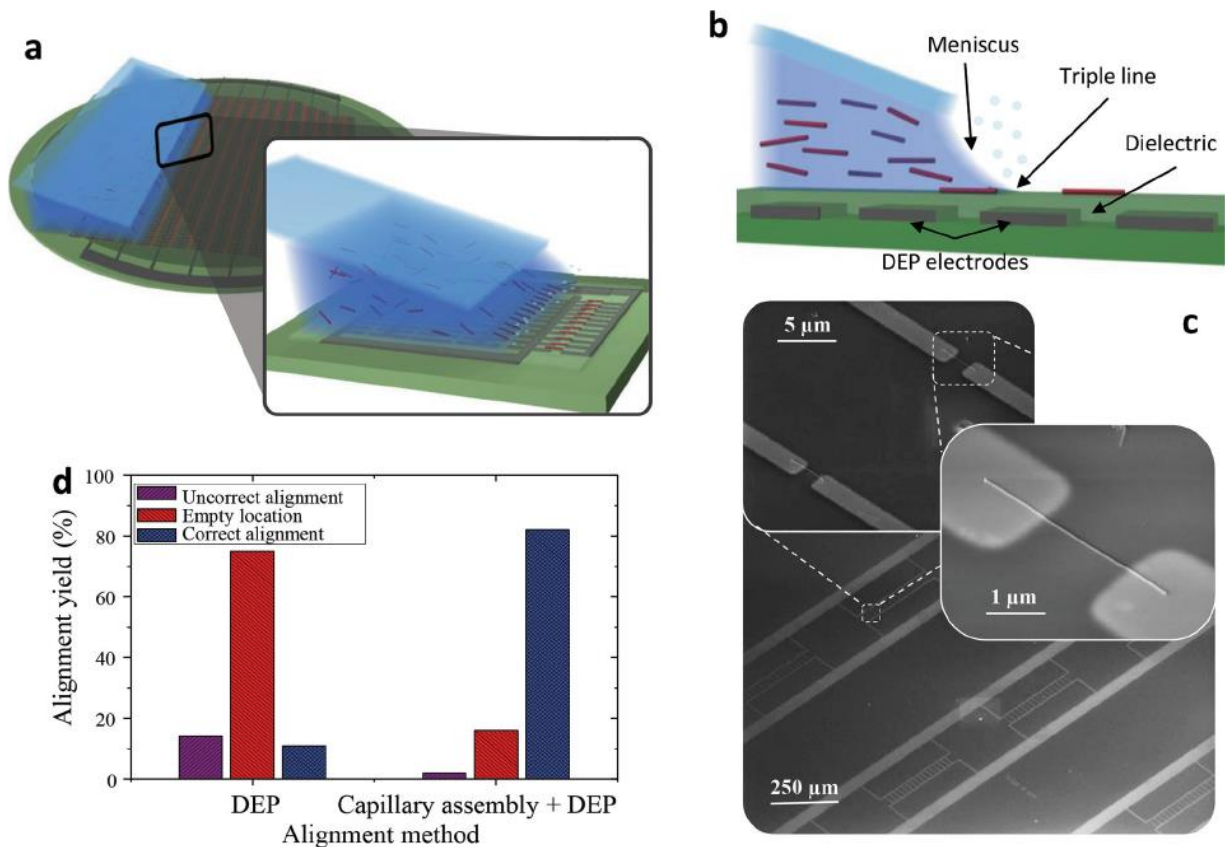 a
b
Meniscus
Triple line
Dielectric
DEP electrodes
c
5 µm
1 µm
250 µm
d
100
80
60
40
20
0
Alignment yield (%)
Uncorrect alignment
Empty location
Correct alignment
DEP
Capillary assembly + DEP
Alignment method